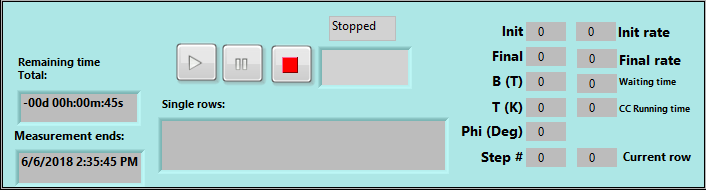 Stopped
Init 0 0 Init rate
Final 0 0 Final rate
Remaining time
Total:
B (T) 0 0 Waiting time
-00d 00h:00m:45s
Single rows:
T (K) 0 0 CC Running time
Measurement ends:
Phi (Deg) 0
6/6/2018 2:35:45 PM
Step # 0 0 Current row